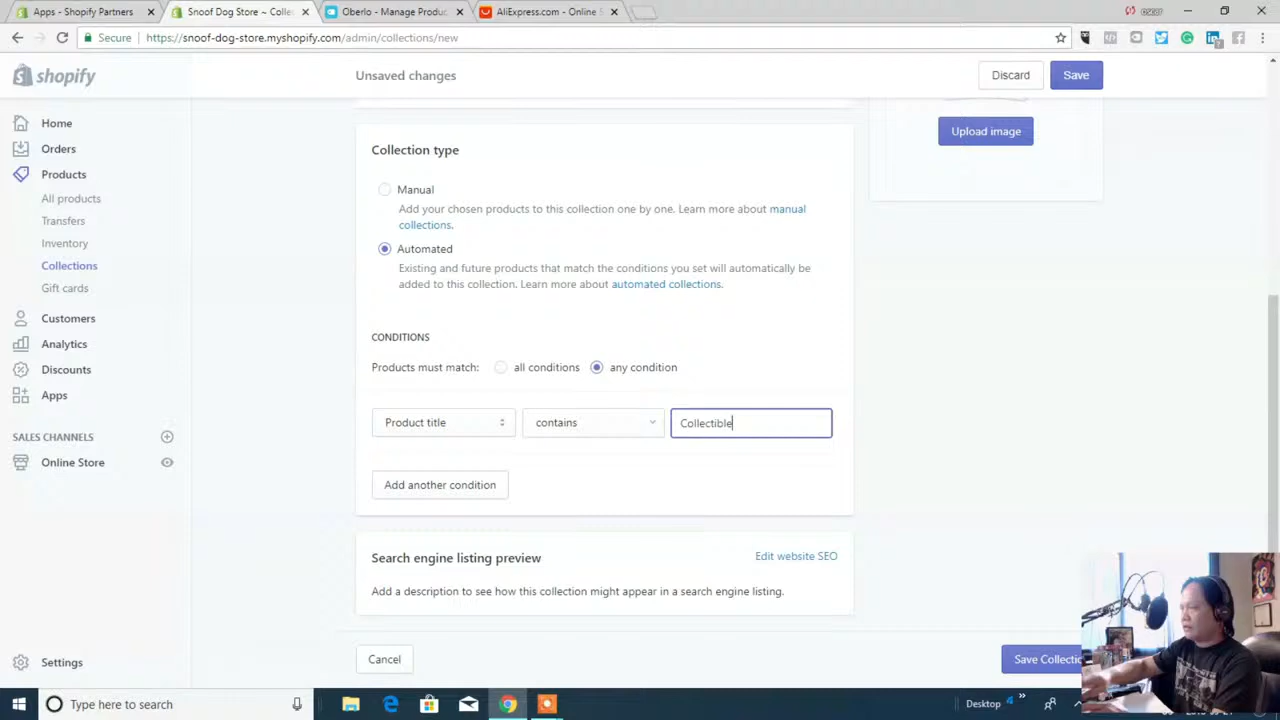 Apps - Shopify Partners
Snoof Dog Store ~ Colle
Oberlo - Manage Produc
AliExpress.com - Online S
Secure
https://snoof-dog-store.myshopify.com/admin/collections/new
shopify
Unsaved changes
Discard
Save
Home
Orders
Products
All products
Transfers
Inventory
Collections
Gift cards
Customers
Analytics
Discounts
Apps
SALES CHANNELS
Online Store
Settings
Upload image
Collection type
Manual
Add your chosen products to this collection one by one. Learn more about manual
collections.
Automated
Existing and future products that match the conditions you set will automatically be
added to this collection. Learn more about automated collections.
CONDITIONS
Products must match: all conditions any condition
Product title
contains
Collectible
Add another condition
Search engine listing preview
Edit website SEO
Add a description to see how this collection might appear in a search engine listing.
Cancel
Save Collectio
Type here to search
Desktop